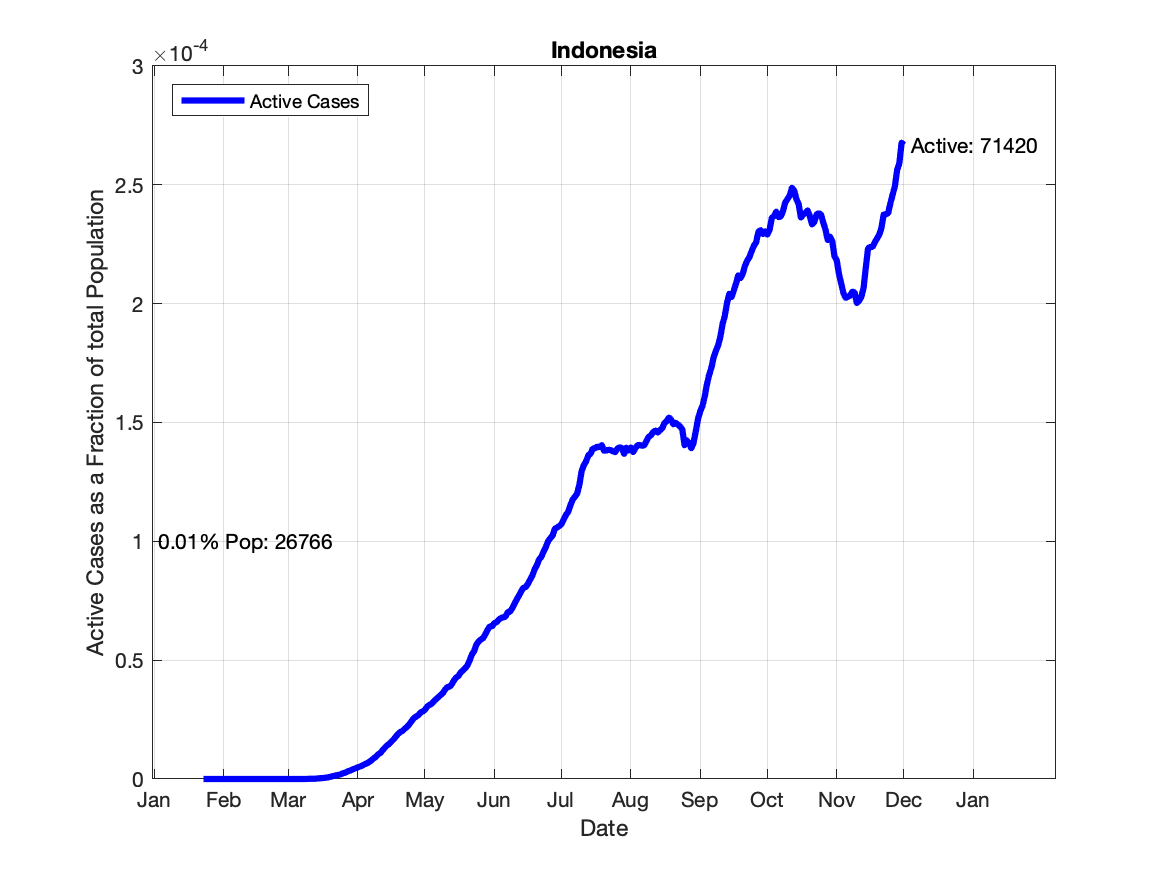 Indonesia
×10^-4
3
2.5
2
1.5
1
0.5
0
Active Cases
Active: 71420
0.01% Pop: 26766
Active Cases as a Fraction of total Population
Jan Feb Mar Apr May Jun Jul Aug Sep Oct Nov Dec Jan
Date